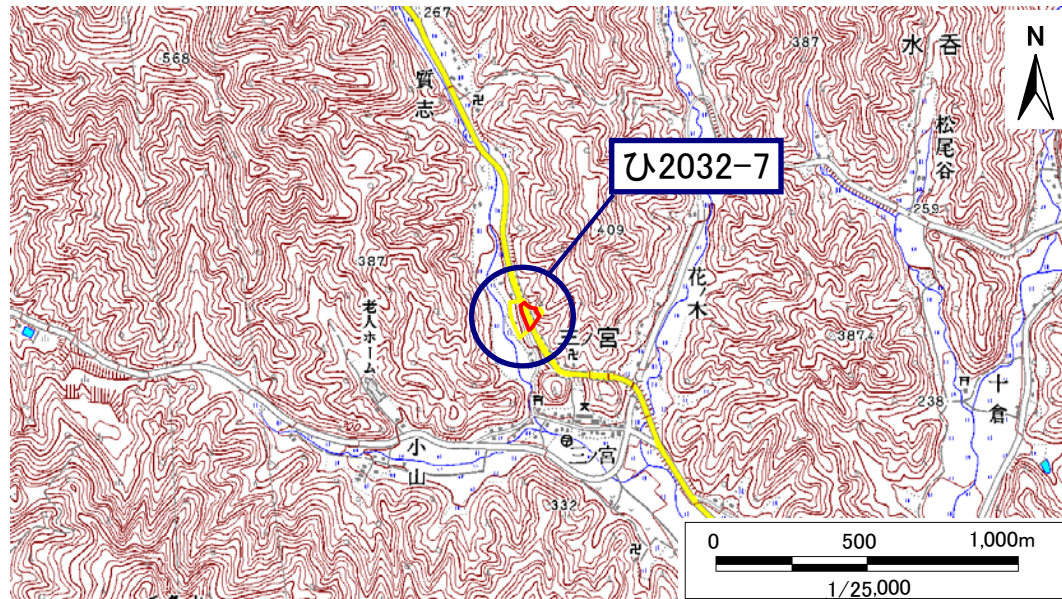 267
387
水呑
N
568
質志
松尾谷
ひ2032-7
259
409
387
花ノ木
老人ホーム
三ノ宮
387.4
十倉
238
小山
三ノ宮
332
0 500 1,000m
1/25,000